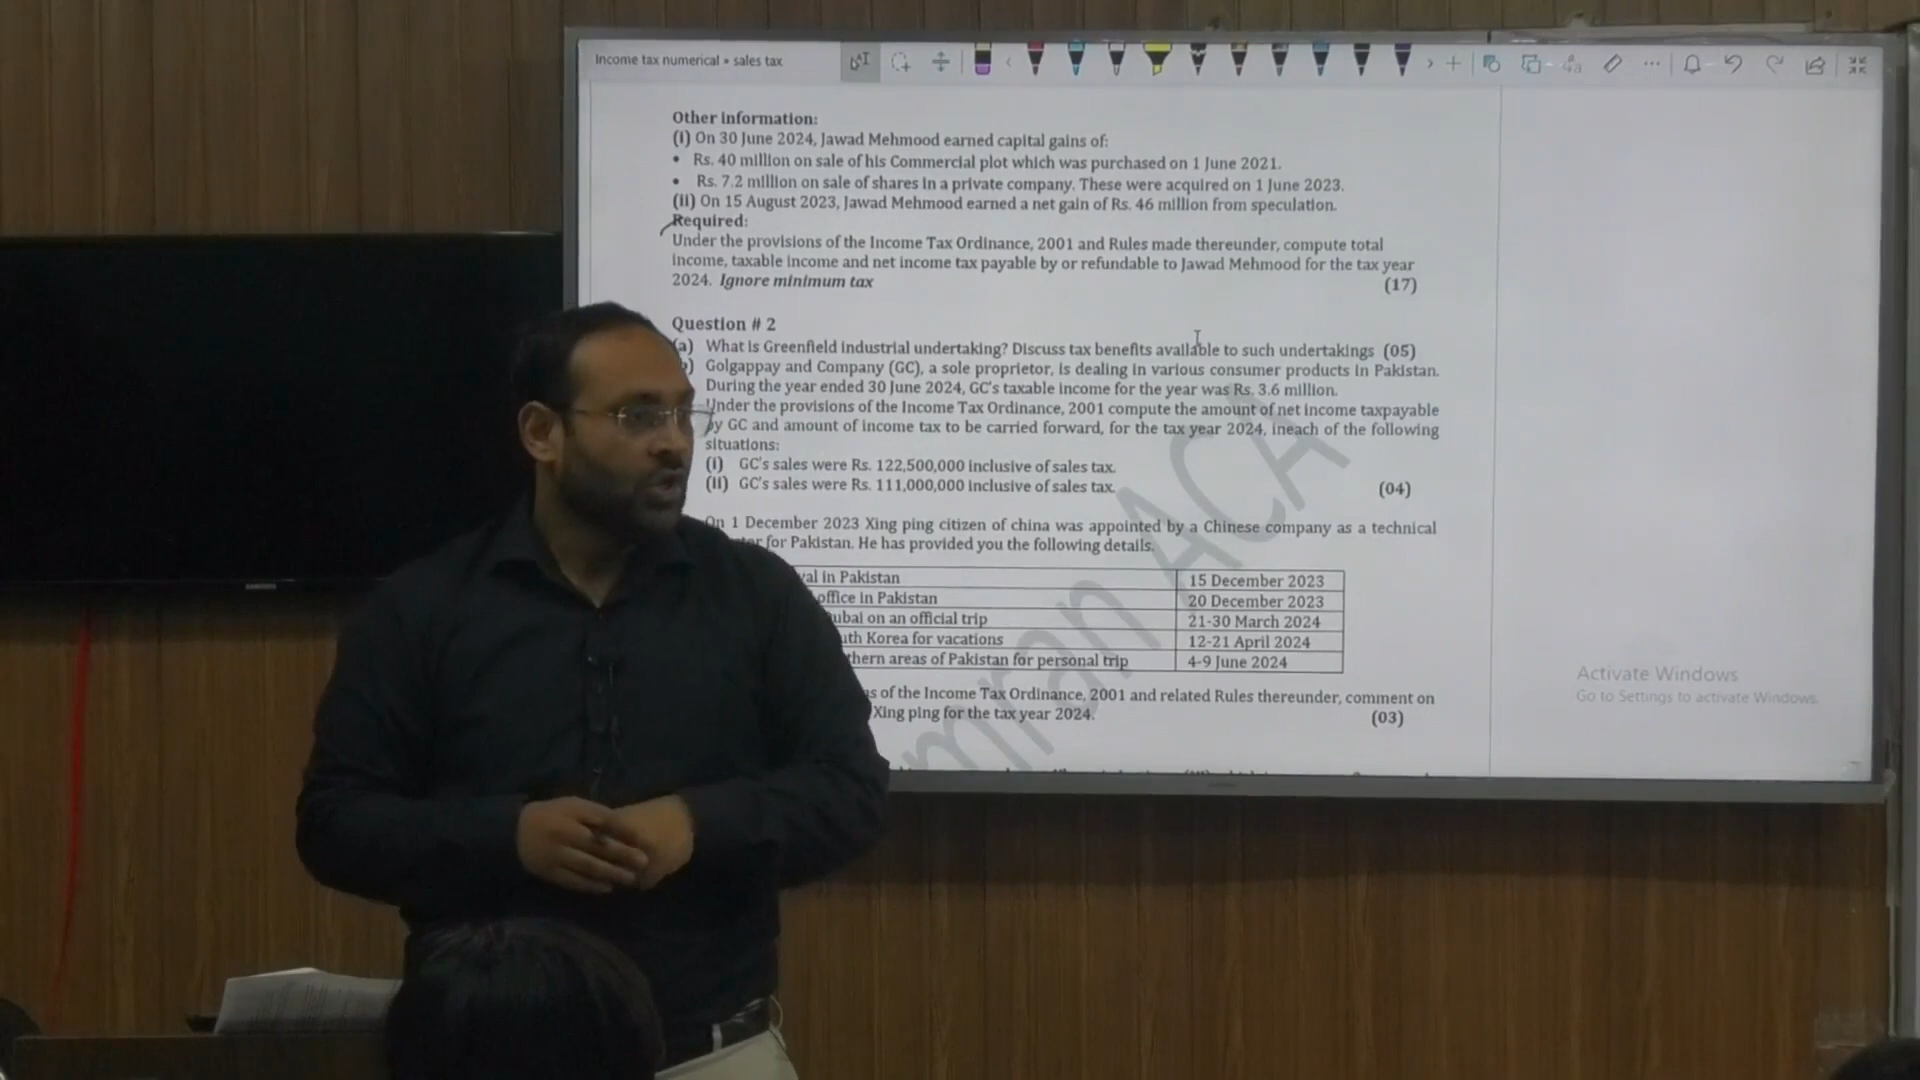 Income tax numerical + sales tax
Other information:
(i) On 30 June 2024, Jawad Mehmood earned capital gains of:
• Rs. 40 million on sale of his Commercial plot which was purchased on 1 June 2021.
• Rs. 7.2 million on sale of shares in a private company. These were acquired on 1 June 2023.
(ii) On 15 August 2023, Jawad Mehmood earned a net gain of Rs. 46 million from speculation.
Required:
Under the provisions of the Income Tax Ordinance, 2001 and Rules made thereunder, compute total
income, taxable income and net income tax payable by or refundable to Jawad Mehmood for the tax year
2024. Ignore minimum tax (17)
Question # 2
(a) What is Greenfield industrial undertaking? Discuss tax benefits available to such undertakings (05)
Golgappay and Company (GC), a sole proprietor, is dealing in various consumer products in Pakistan.
During the year ended 30 June 2024, GC's taxable income for the year was Rs. 3.6 million.
Under the provisions of the Income Tax Ordinance, 2001 compute the amount of net income taxpayable
by GC and amount of income tax to be carried forward, for the tax year 2024, ineach of the following
situations:
(i) GC's sales were Rs. 122,500,000 inclusive of sales tax.
(ii) GC's sales were Rs. 111,000,000 inclusive of sales tax. (04)
On 1 December 2023 Xing ping citizen of china was appointed by a Chinese company as a technical
for Pakistan. He has provided you the following details.
in Pakistan 15 December 2023
office in Pakistan 20 December 2023
on an official trip 21-30 March 2024
Korea for vacations 12-21 April 2024
areas of Pakistan for personal trip 4-9 June 2024
of the Income Tax Ordinance, 2001 and related Rules thereunder, comment on
Xing ping for the tax year 2024. (03)
ACA
Activate Windows
Go to Settings to activate Windows.
SAMSUNG